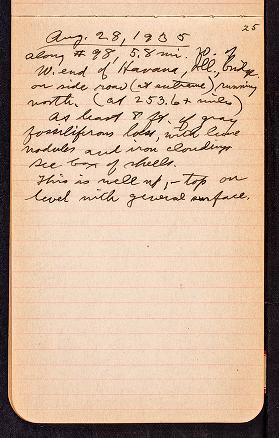 25
Aug. 28, 1935
along #98, 5.8 mi. W. of
W. end of Havana, Ill., bridge
on side road (at entrance), running
north. (at 253.6+ miles)
At least 8 ft. of gray
fossiliferous loess, with lime
nodules and iron cloudings
See box of shells.
This is well up, - top on
level with general surface.